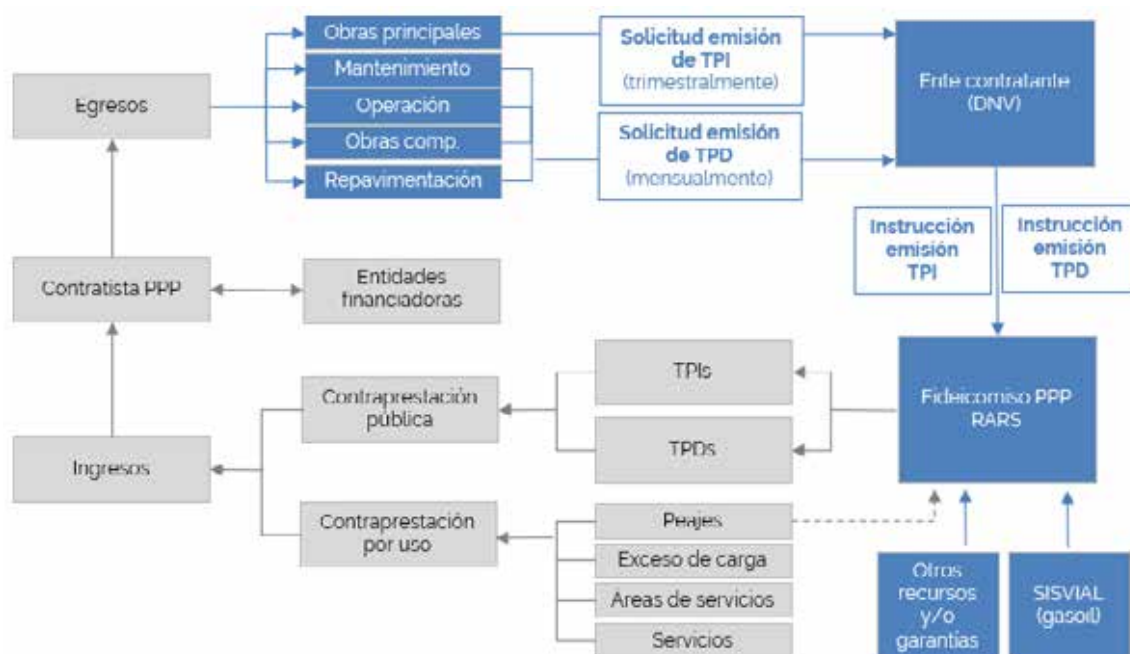 Obras principales
Mantenimiento
Operación
Obras comp.
Repavimentación
Egresos
Solicitud emisión
de TPI
(trimestralmente)
Solicitud emisión
de TPD
(mensualmente)
Ente contratante
(DNV)
Instrucción
emisión
TPI
Instrucción
emisión
TPD
Contratista PPP
Entidades
financiadoras
Fideicomiso PPP
RARS
TPIs
TPDs
Contraprestación
pública
Ingresos
Contraprestación
por uso
Peajes
Exceso de carga
Áreas de servicios
Servicios
Otros
recursos
y/o
garantías
SISVIAL
(gasoil)